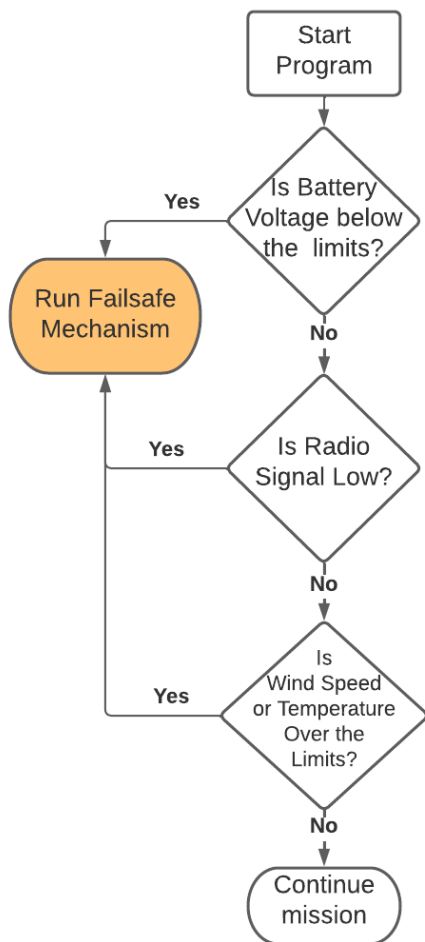 Start
Program
Yes
Is Battery
Voltage below
the limits?
Run Failsafe
Mechanism
No
Yes
Is Radio
Signal Low?
No
Is
Wind Speed
or Temperature
Over the
Limits?
Yes
No
Continue
mission